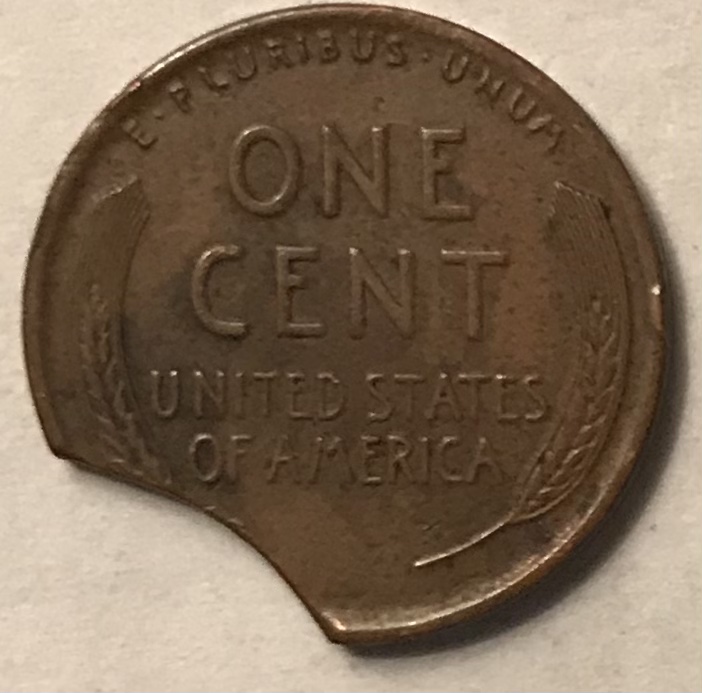 E·PLURIBUS·UNUM
ONE
CENT
UNITED STATES
OF AMERICA